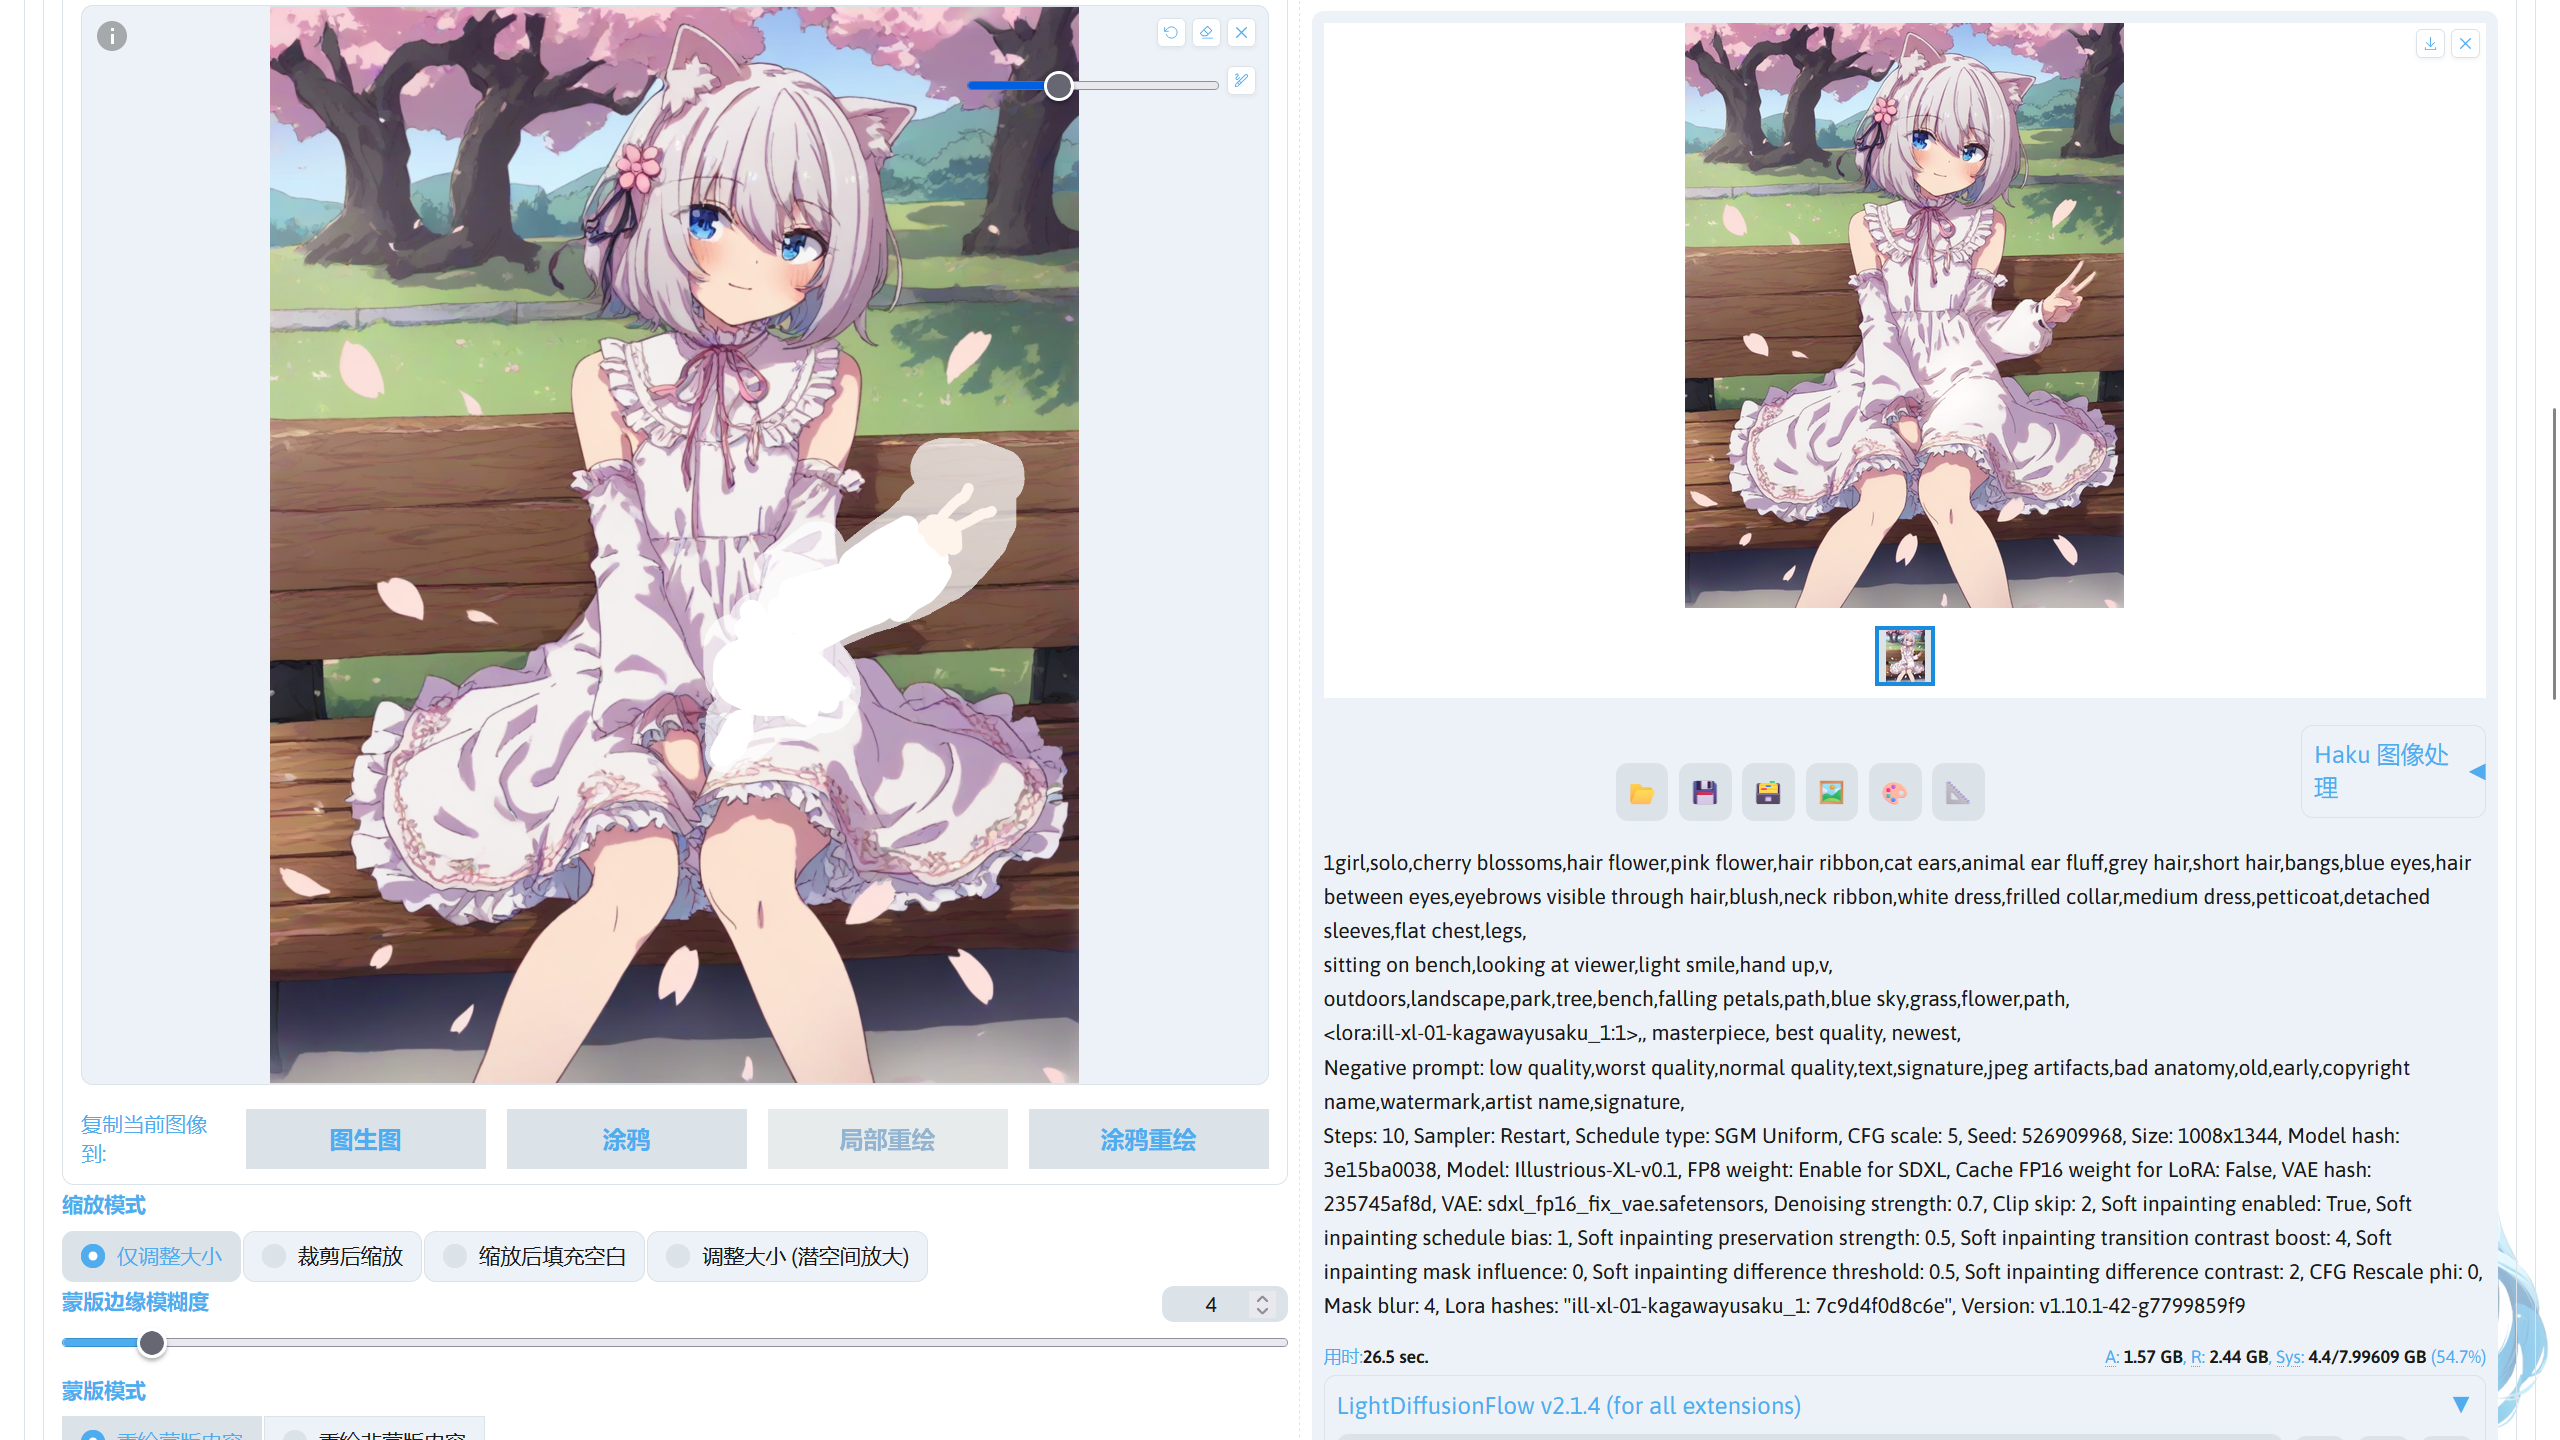 Haku 图像处
理
1girl,solo,cherry blossoms,hair flower,pink flower,hair ribbon,cat ears,animal ear fluff,grey hair,short hair,bangs,blue eyes,hair
between eyes,eyebrows visible through hair,blush,neck ribbon,white dress,frilled collar,medium dress,petticoat,detached
sleeves,flat chest,legs,
sitting on bench,looking at viewer,light smile,hand up,v,
outdoors,landscape,park,tree,bench,falling petals,path,blue sky,grass,flower,path,
<lora:ill-xl-01-kagawayusaku_1:1>,, masterpiece, best quality, newest,
Negative prompt: low quality,worst quality,normal quality,text,signature,jpeg artifacts,bad anatomy,old,early,copyright
name,watermark,artist name,signature,
Steps: 10, Sampler: Restart, Schedule type: SGM Uniform, CFG scale: 5, Seed: 526909968, Size: 1008x1344, Model hash:
3e15ba0038, Model: Illustrious-XL-v0.1, FP8 weight: Enable for SDXL, Cache FP16 weight for LoRA: False, VAE hash:
235745af8d, VAE: sdxl_fp16_fix_vae.safetensors, Denoising strength: 0.7, Clip skip: 2, Soft inpainting enabled: True, Soft
inpainting schedule bias: 1, Soft inpainting preservation strength: 0.5, Soft inpainting transition contrast boost: 4, Soft
inpainting mask influence: 0, Soft inpainting difference threshold: 0.5, Soft inpainting difference contrast: 2, CFG Rescale phi: 0,
Mask blur: 4, Lora hashes: "ill-xl-01-kagawayusaku_1: 7c9d4f0d8c6e", Version: v1.10.1-42-g7799859f9
用时:26.5 sec.
A: 1.57 GB, R: 2.44 GB, Sys: 4.4/7.99609 GB (54.7%)
LightDiffusionFlow v2.1.4 (for all extensions)
复制当前图像
到:
图生图
涂鸦
局部重绘
涂鸦重绘
缩放模式
仅调整大小
裁剪后缩放
缩放后填充空白
调整大小 (潜空间放大)
蒙版边缘模糊度
4
蒙版模式
重绘蒙版内容
重绘非蒙版内容